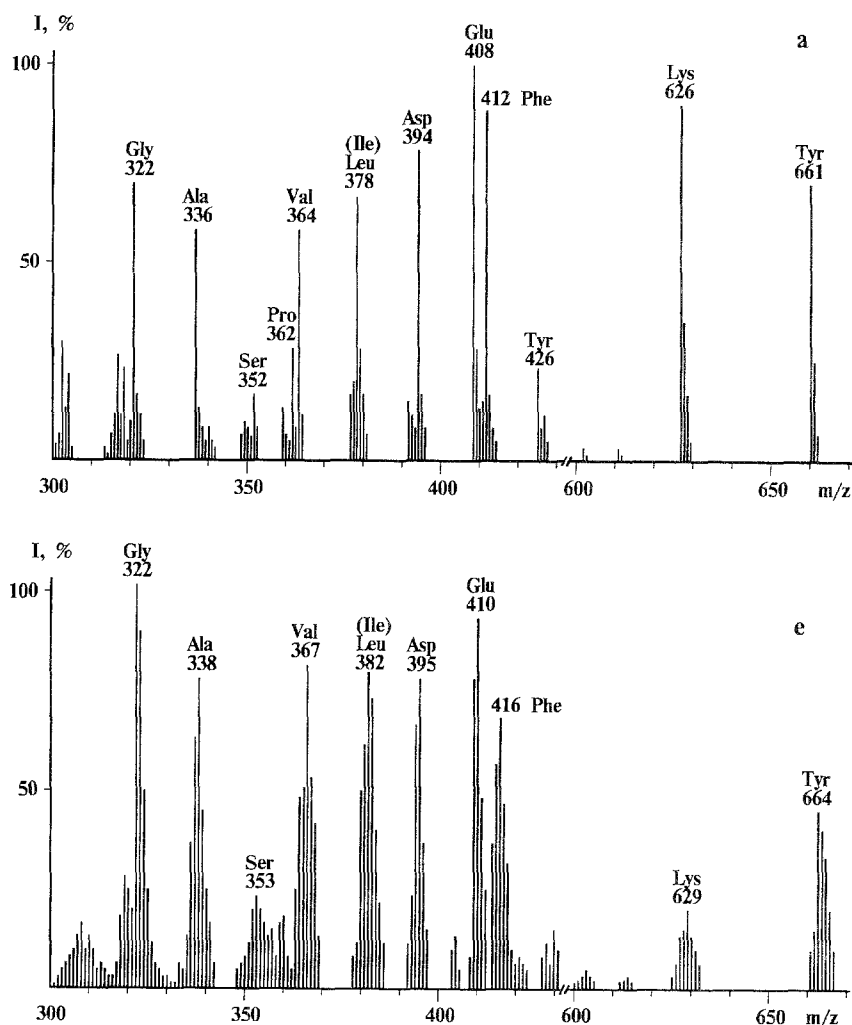 I, %
a
Glu
408
Lys
626
100
412 Phe
Asp
394
(Ile)
Leu
378
Tyr
661
Gly
322
Ala
336
Val
364
50
Pro
362
Tyr
426
Ser
352
300
350
400
600
650
m/z
I, %
e
Gly
322
100
Glu
410
(Ile)
Leu
382
Val
367
Asp
395
Ala
338
416 Phe
50
Tyr
664
Ser
353
Lys
629
300
350
400
600
650
m/z